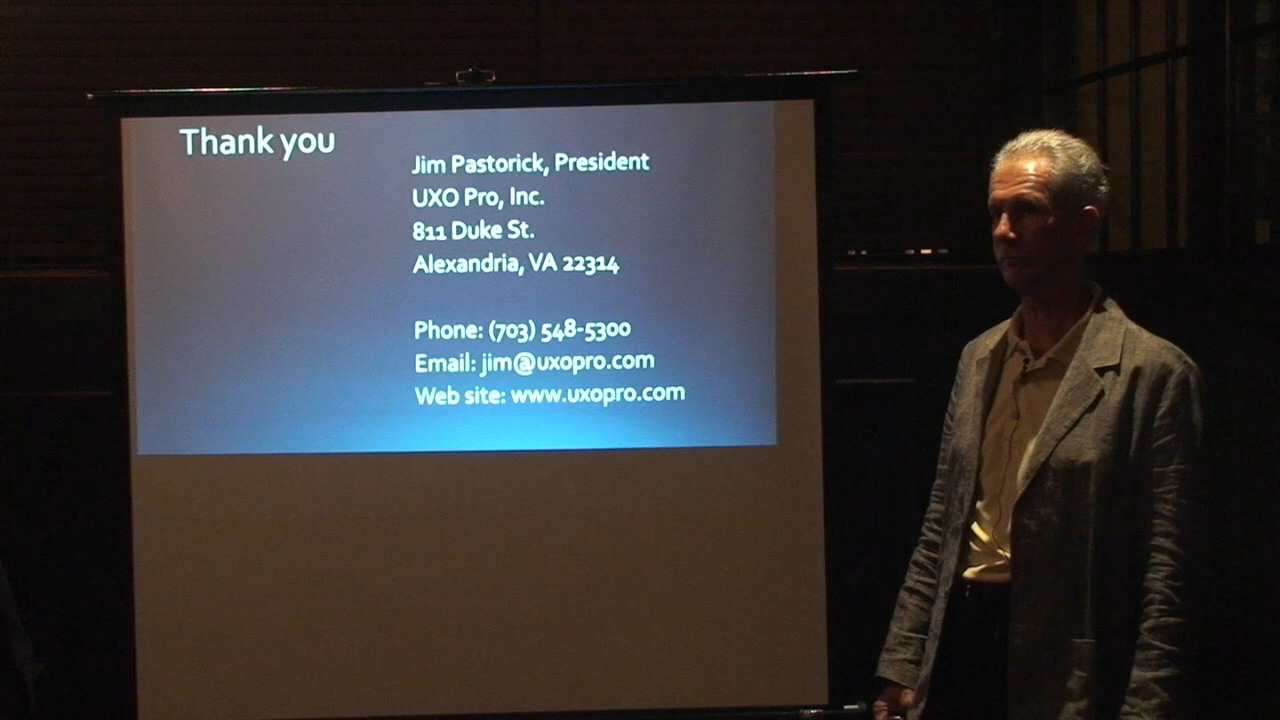 Thank you
Jim Pastorick, President
UXO Pro, Inc.
811 Duke St.
Alexandria, VA 22314
Phone: (703) 548-5300
Email: jim@uxopro.com
Web site: www.uxopro.com